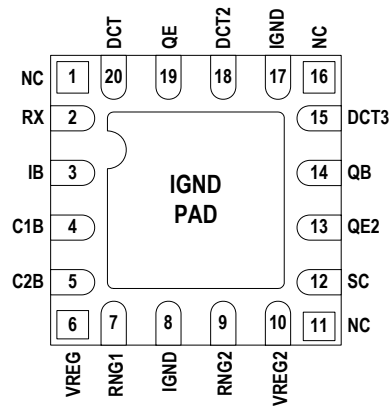 DCT QE DCT2 IGND NC
NC 1 20 19 18 17 16
RX 2 15 DCT3
IB 3 14 QB
IGND
PAD
C1B 4 13 QE2
C2B 5 12 SC
6 7 8 9 10 11 NC
VREG RNG1 IGND RNG2 VREG2